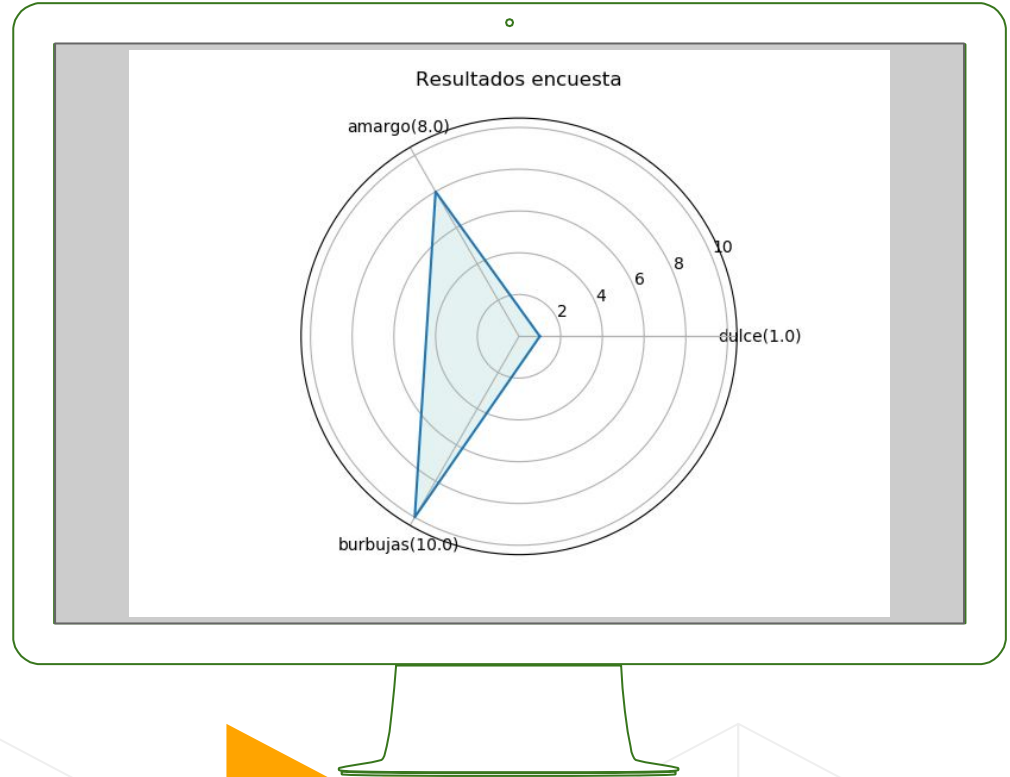 Resultados encuesta
amargo(8.0)
10
8
6
4
2
dulce(1.0)
burbujas(10.0)